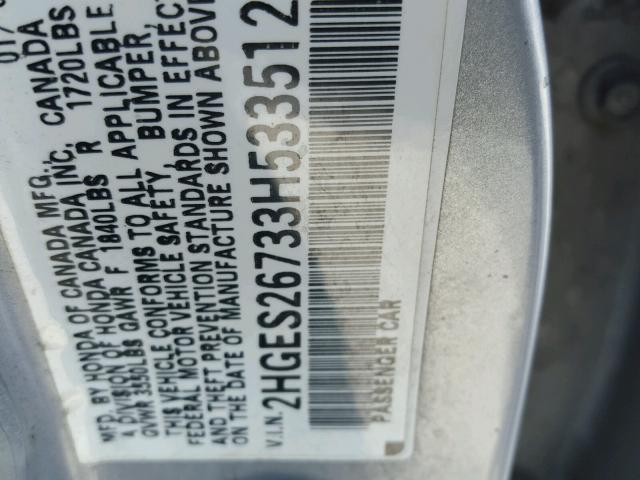 MFG. BY HONDA OF CANADA MFG., CANADA 01/
A DIVISION OF HONDA CANADA INC.
GVWR 3550LBS GAWR F 1840LBS R 1720LBS
THIS VEHICLE CONFORMS TO ALL APPLICABLE
FEDERAL MOTOR VEHICLE SAFETY, BUMPER,
AND THEFT PREVENTION STANDARDS IN EFFECT
ON THE DATE OF MANUFACTURE SHOWN ABOVE
V.I.N. 2HGES26733H533512
PASSENGER CAR